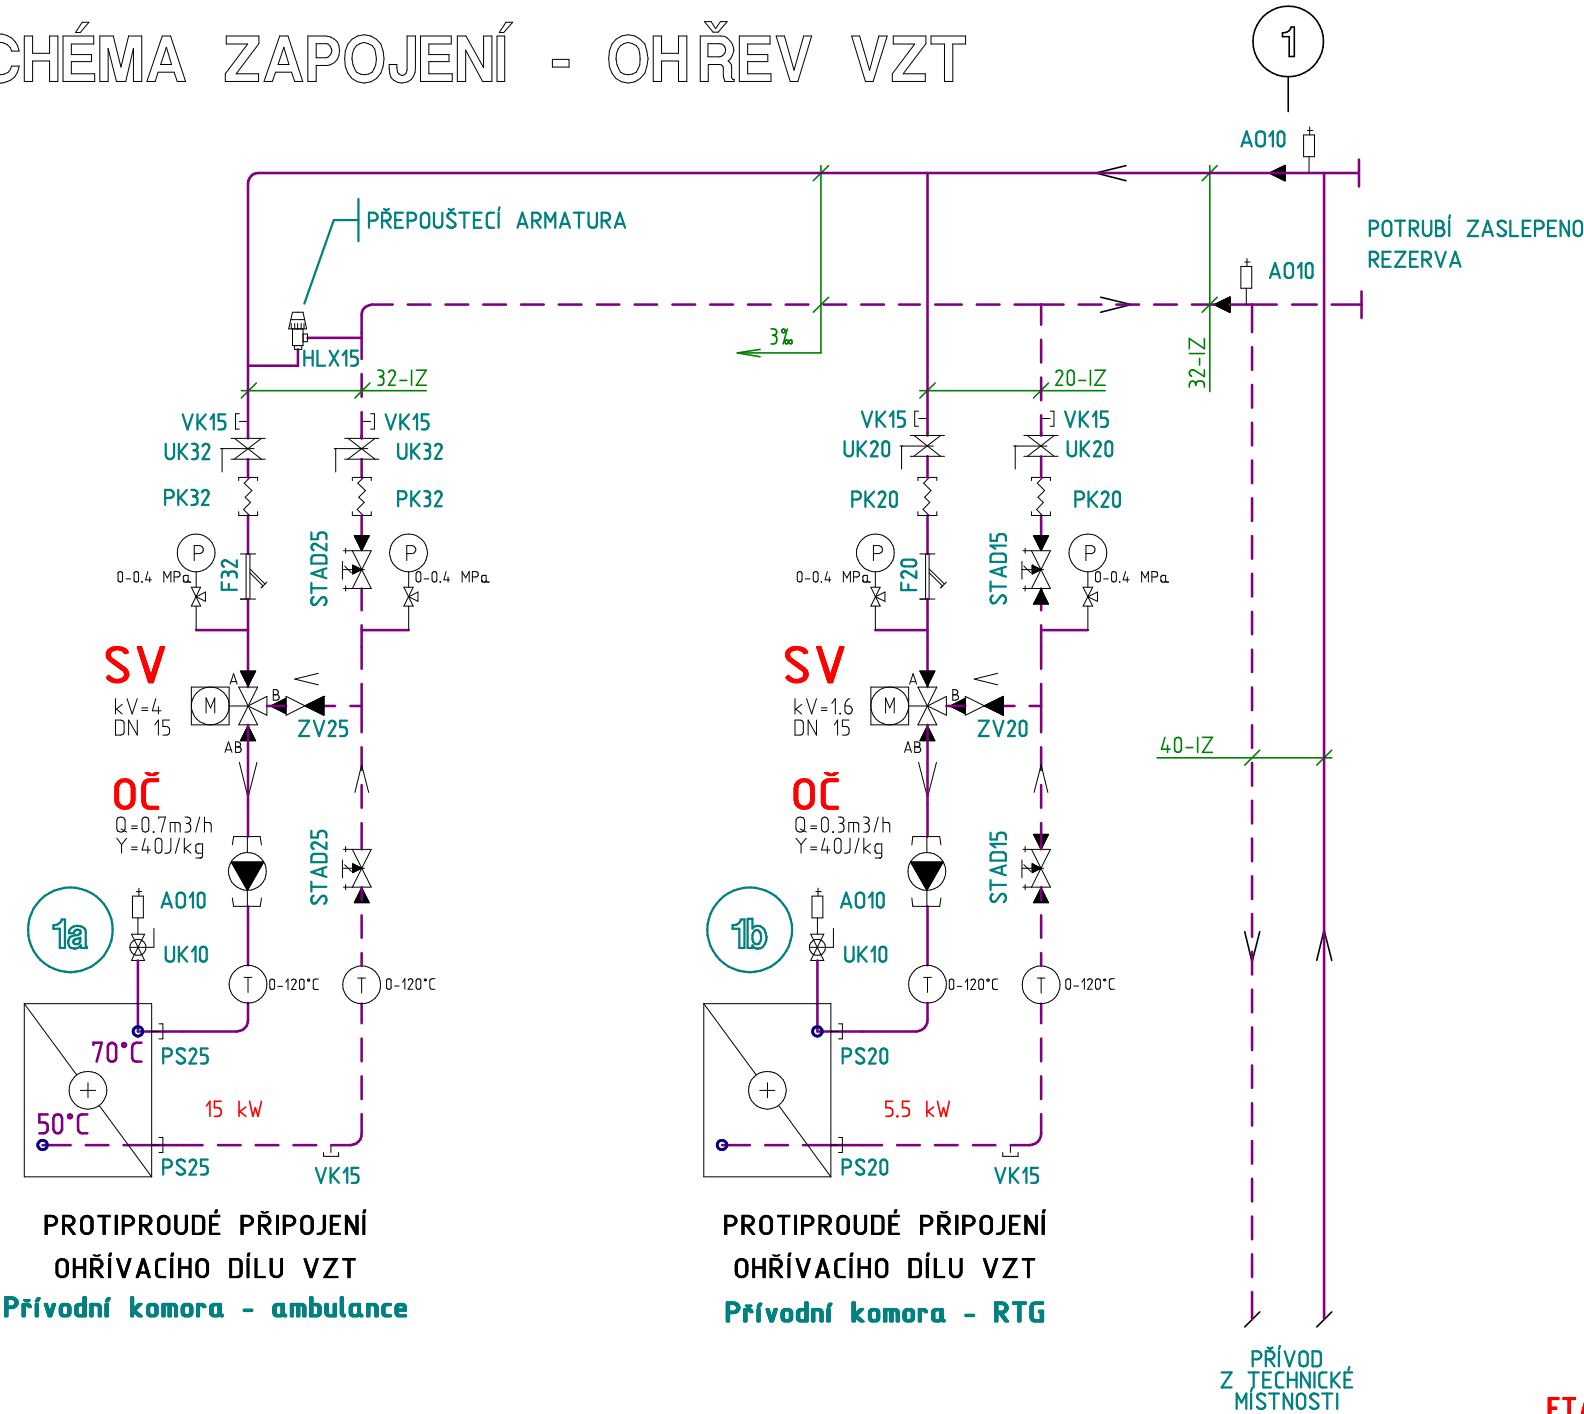 CHÉMA ZAPOJENÍ - OHŘEV VZT
1
AO10
PŘEPOUŠTECÍ ARMATURA
POTRUBÍ ZASLEPENO
REZERVA
AO10
3‰
HLX15
32-IZ
20-IZ
32-IZ
VK15
VK15
VK15
VK15
UK32
UK32
UK20
UK20
PK32
PK32
PK20
PK20
P
P
P
P
F32
STAD25
F20
STAD15
0-0.4 MPa
0-0.4 MPa
0-0.4 MPa
0-0.4 MPa
SV
SV
A
B
A
B
kV=4
DN 15
M
kV=1.6
DN 15
M
ZV25
ZV20
AB
AB
40-IZ
OČ
OČ
Q=0.7m3/h
Y=40J/kg
Q=0.3m3/h
Y=40J/kg
STAD25
STAD15
AO10
AO10
1a
1b
UK10
UK10
T
0-120°C
T
0-120°C
T
0-120°C
T
0-120°C
70°C
PS25
PS20
15 kW
5.5 kW
50°C
PS25
VK15
PS20
VK15
PROTIPROUDÉ PŘIPOJENÍ
OHŘÍVACÍHO DÍLU VZT
Přívodní komora - ambulance
PROTIPROUDÉ PŘIPOJENÍ
OHŘÍVACÍHO DÍLU VZT
Přívodní komora - RTG
PŘÍVOD
Z TECHNICKÉ
MÍSTNOSTI